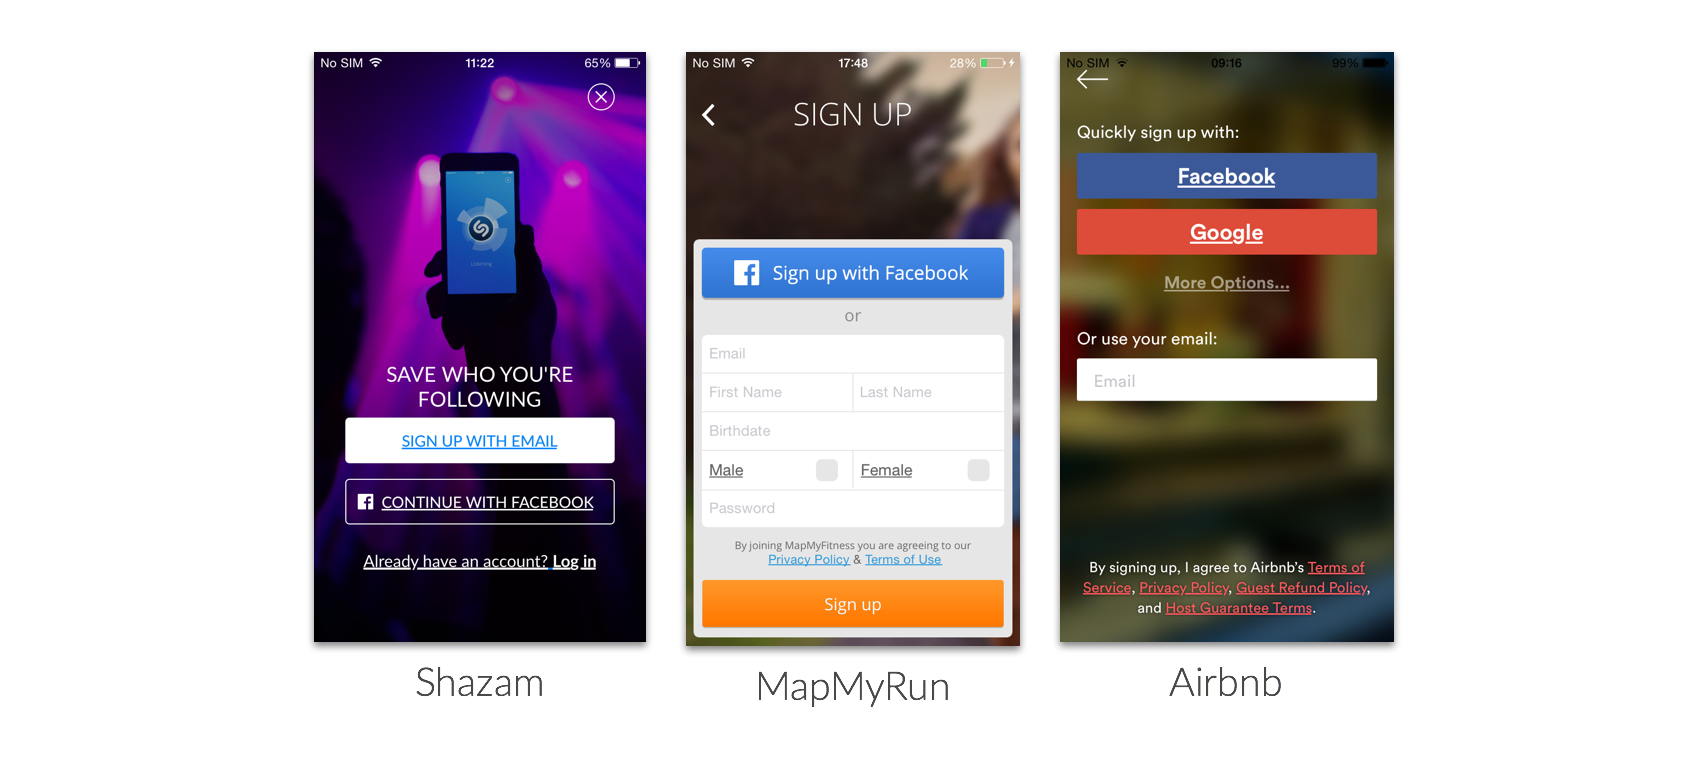 No SIM 11:22 65%
Listening
SAVE WHO YOU'RE
FOLLOWING
SIGN UP WITH EMAIL
CONTINUE WITH FACEBOOK
Already have an account? Log in
Shazam
No SIM 17:48 28%
SIGN UP
Sign up with Facebook
or
Email
First Name Last Name
Birthdate
Male Female
Password
By joining MapMyFitness you are agreeing to our
Privacy Policy & Terms of Use
Sign up
MapMyRun
No SIM 09:16 99%
Quickly sign up with:
Facebook
Google
More Options...
Or use your email:
Email
By signing up, I agree to Airbnb's Terms of
Service, Privacy Policy, Guest Refund Policy,
and Host Guarantee Terms.
Airbnb